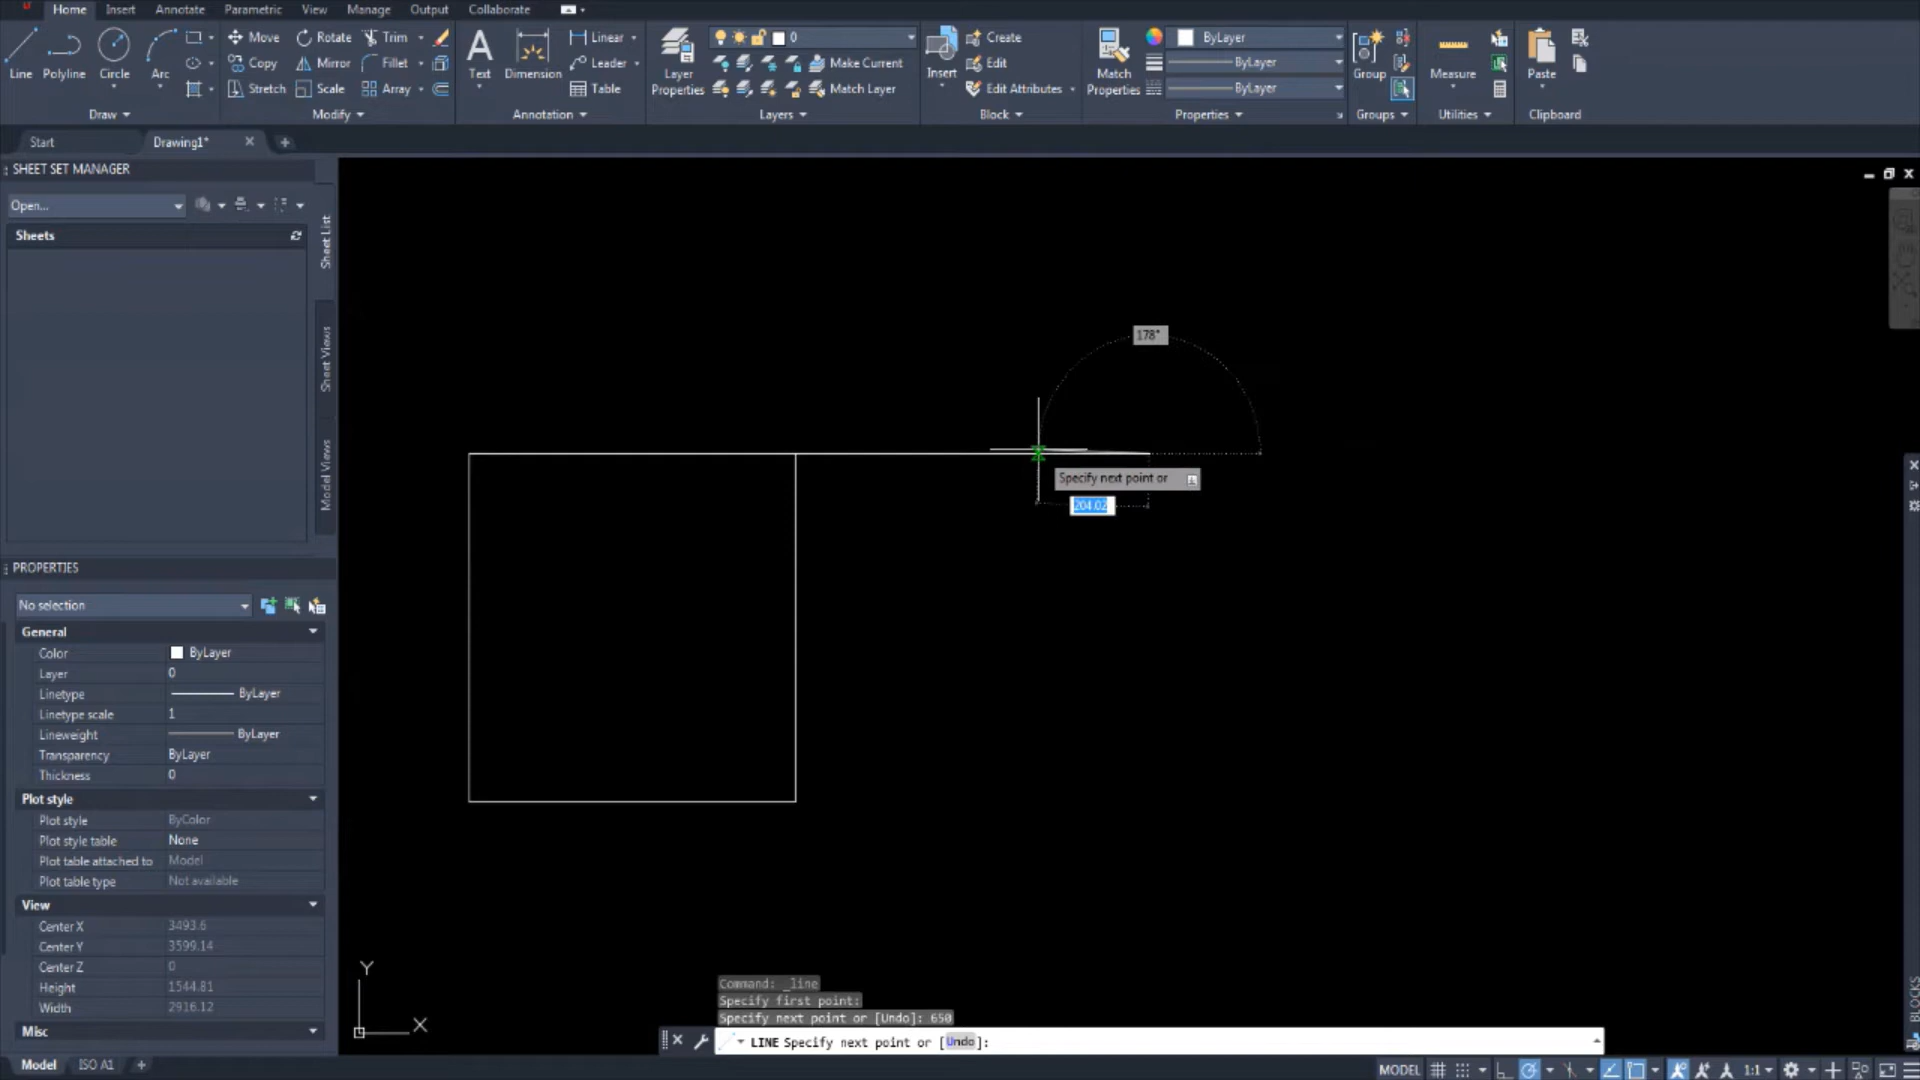 Home Insert Annotate Parametric View Manage Output Collaborate
Line Polyline Circle Arc
Move Rotate Trim
Copy Mirror Fillet
Stretch Scale Array
Draw Modify
Text Dimension Linear
Leader
Table
Annotation
Layer Properties
0
Make Current
Match Layer
Layers
Insert Create
Edit
Edit Attributes
Block
Match Properties
ByLayer
ByLayer
ByLayer
Properties
Group
Groups
Measure
Utilities
Paste
Clipboard
Start Drawing1*
SHEET SET MANAGER
Open...
Sheets
Sheet List
Sheet Views
Model Views
178°
Specify next point or
204.02
PROPERTIES
No selection
General
Color ByLayer
Layer 0
Linetype ByLayer
Linetype scale 1
Lineweight ByLayer
Transparency ByLayer
Thickness 0
Plot style
Plot style ByColor
Plot style table None
Plot table attached to Model
Plot table type Not available
View
Center X 3493.6
Center Y 3599.14
Center Z 0
Height 1544.81
Width 2916.12
Misc
Y
X
Command: _line
Specify first point:
Specify next point or [Undo]: 650
LINE Specify next point or [Undo]:
BLOCKS
Model ISO A1
MODEL 1:1